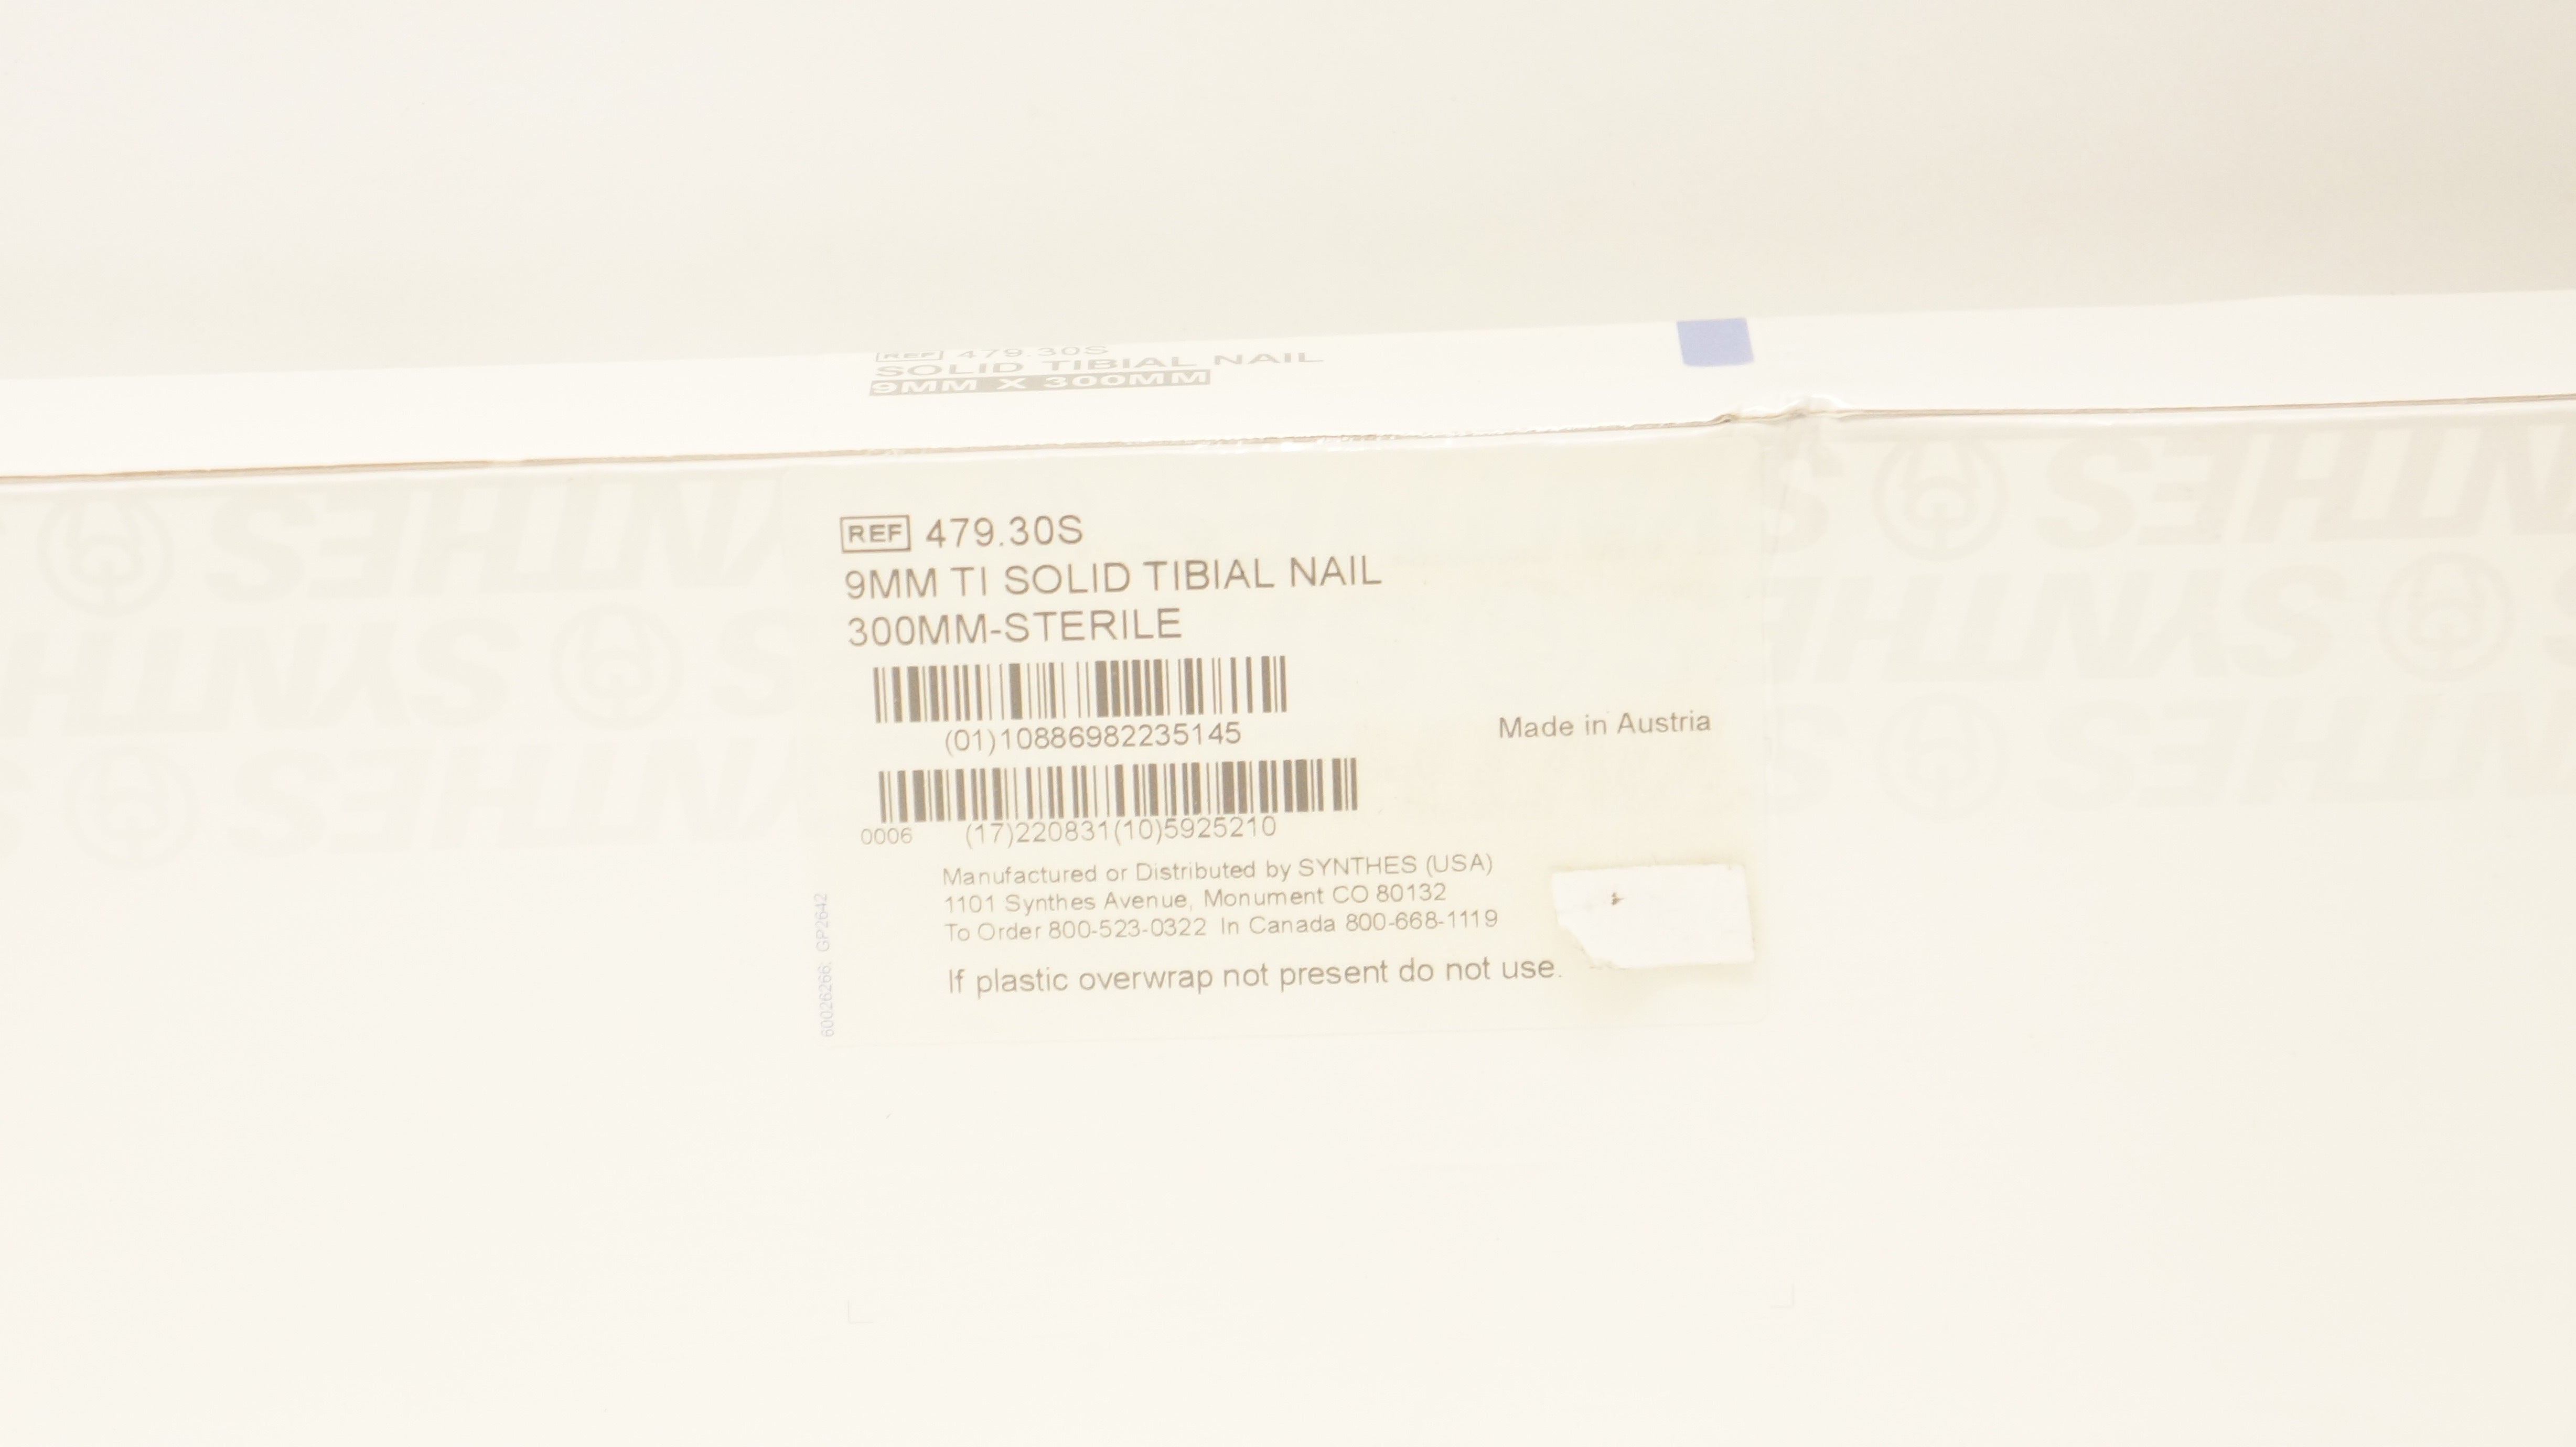 REF 479.30S
SOLID TIBIAL NAIL
9MM X 300MM
SYNTHES
SYNTHES
REF 479.30S
9MM TI SOLID TIBIAL NAIL
300MM-STERILE
(01)10886982235145
Made in Austria
0006 (17)220831(10)5925210
Manufactured or Distributed by SYNTHES (USA)
1101 Synthes Avenue, Monument CO 80132
To Order 800-523-0322 In Canada 800-668-1119
If plastic overwrap not present do not use.
60026266; GP2642